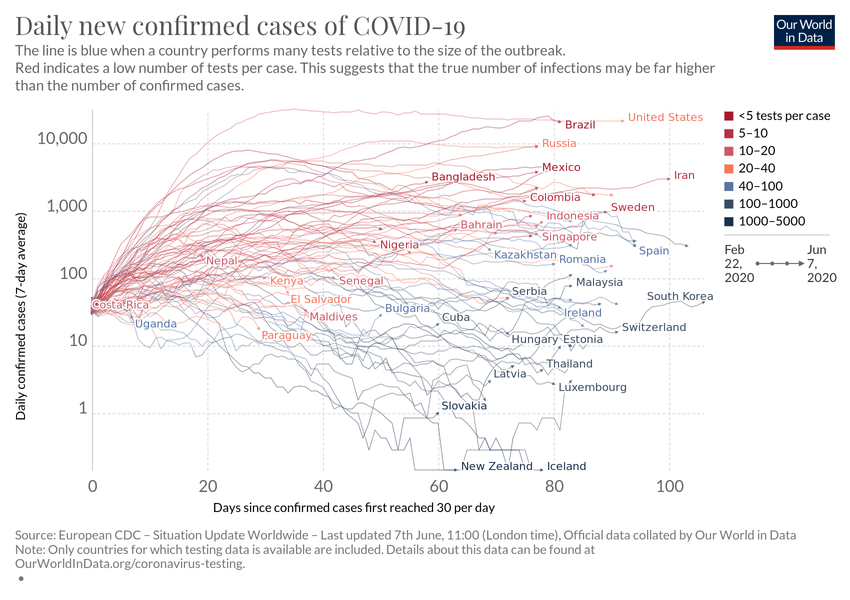 Daily new confirmed cases of COVID-19
Our World
in Data
The line is blue when a country performs many tests relative to the size of the outbreak.
Red indicates a low number of tests per case. This suggests that the true number of infections may be far higher
than the number of confirmed cases.
Daily confirmed cases (7-day average)
10,000
1,000
100
10
1
United States
Brazil
Russia
Mexico
Bangladesh
Iran
Colombia
Sweden
Indonesia
Bahrain
Singapore
Nigeria
Spain
Kazakhstan
Romania
Nepal
Kenya
Senegal
Malaysia
Serbia
South Korea
El Salvador
Costa Rica
Bulgaria
Ireland
Maldives
Cuba
Uganda
Switzerland
Paraguay
Hungary
Estonia
Thailand
Latvia
Luxembourg
Slovakia
New Zealand
Iceland
0
20
40
60
80
100
Days since confirmed cases first reached 30 per day
<5 tests per case
5–10
10–20
20–40
40–100
100–1000
1000–5000
Feb
22,
2020
Jun
7,
2020
Source: European CDC – Situation Update Worldwide – Last updated 7th June, 11:00 (London time), Official data collated by Our World in Data
Note: Only countries for which testing data is available are included. Details about this data can be found at
OurWorldInData.org/coronavirus-testing.